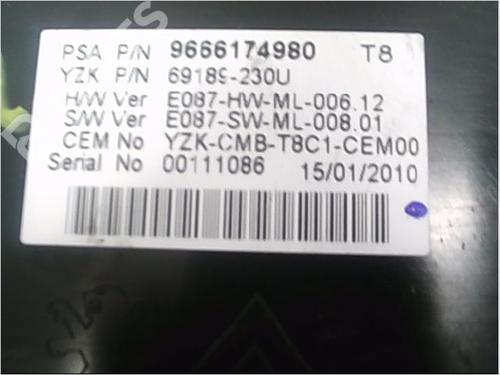 PSA P/N 9666174980 T8
YZK P/N 69189-230U
H/W Ver E087-HW-ML-006.12
S/W Ver E087-SW-ML-008.01
CEM No YZK-CMB-T8C1-CEM00
Serial No 00111086 15/01/2010